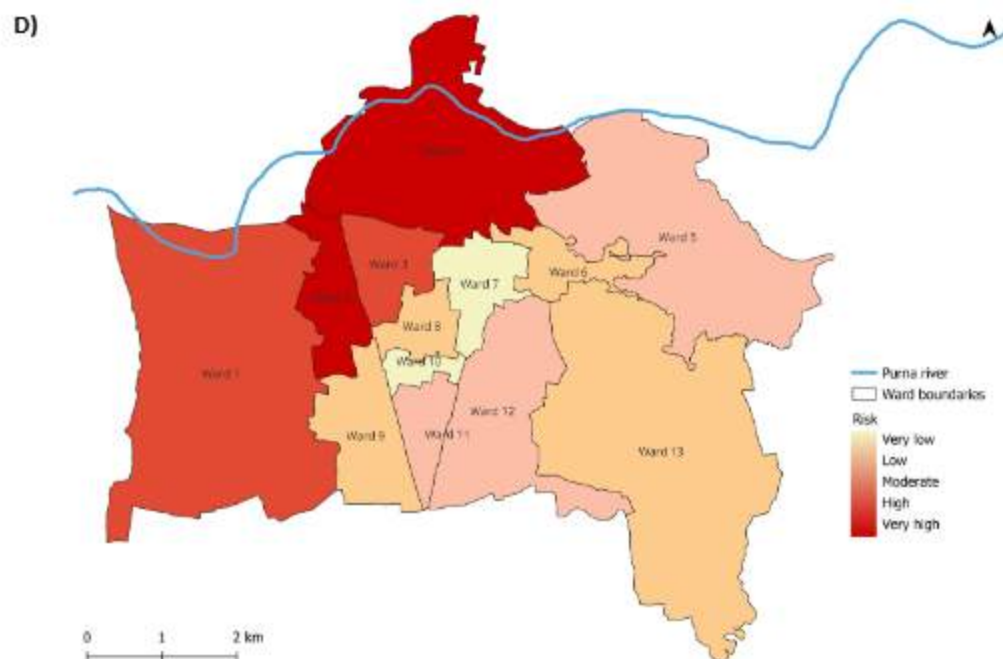 D)
Ward 5
Ward 3
Ward 6
Ward 7
Ward 8
Ward 10
Ward 1
Ward 12
Ward 9
Ward 11
Ward 13
Purna river
Ward boundaries
Risk
Very low
Low
Moderate
High
Very high
0 1 2 km